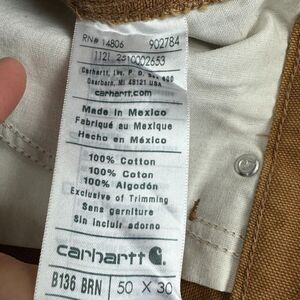 RN# 14806 902784
1121 2510002653
Carhartt, Inc. P. O. Box 600
Dearborn, MI 48121 USA
carhartt.com
Made in Mexico
Fabriqué au Mexique
Hecho en México
100% Cotton
100% Coton
100% Algodón
Exclusive of Trimming
Sans garniture
Sin incluir adorno
carhartt
B136 BRN 50 X 30